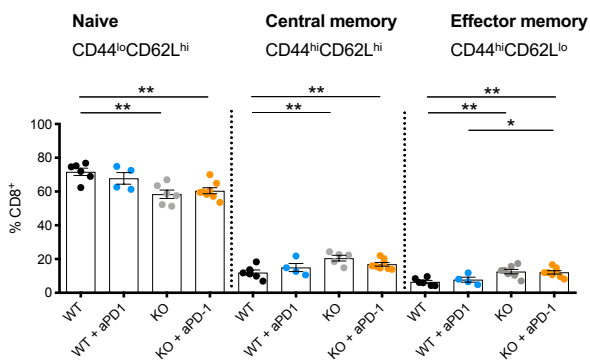 Naive Central memory Effector memory
CD44loCD62Lhi CD44hiCD62Lhi CD44hiCD62Llo
** ** **
** ** **
*
% CD8+
100
80
60
40
20
0
WT WT + aPD1 KO KO + aPD-1 WT WT + aPD1 KO KO + aPD-1 WT WT + aPD1 KO KO + aPD-1